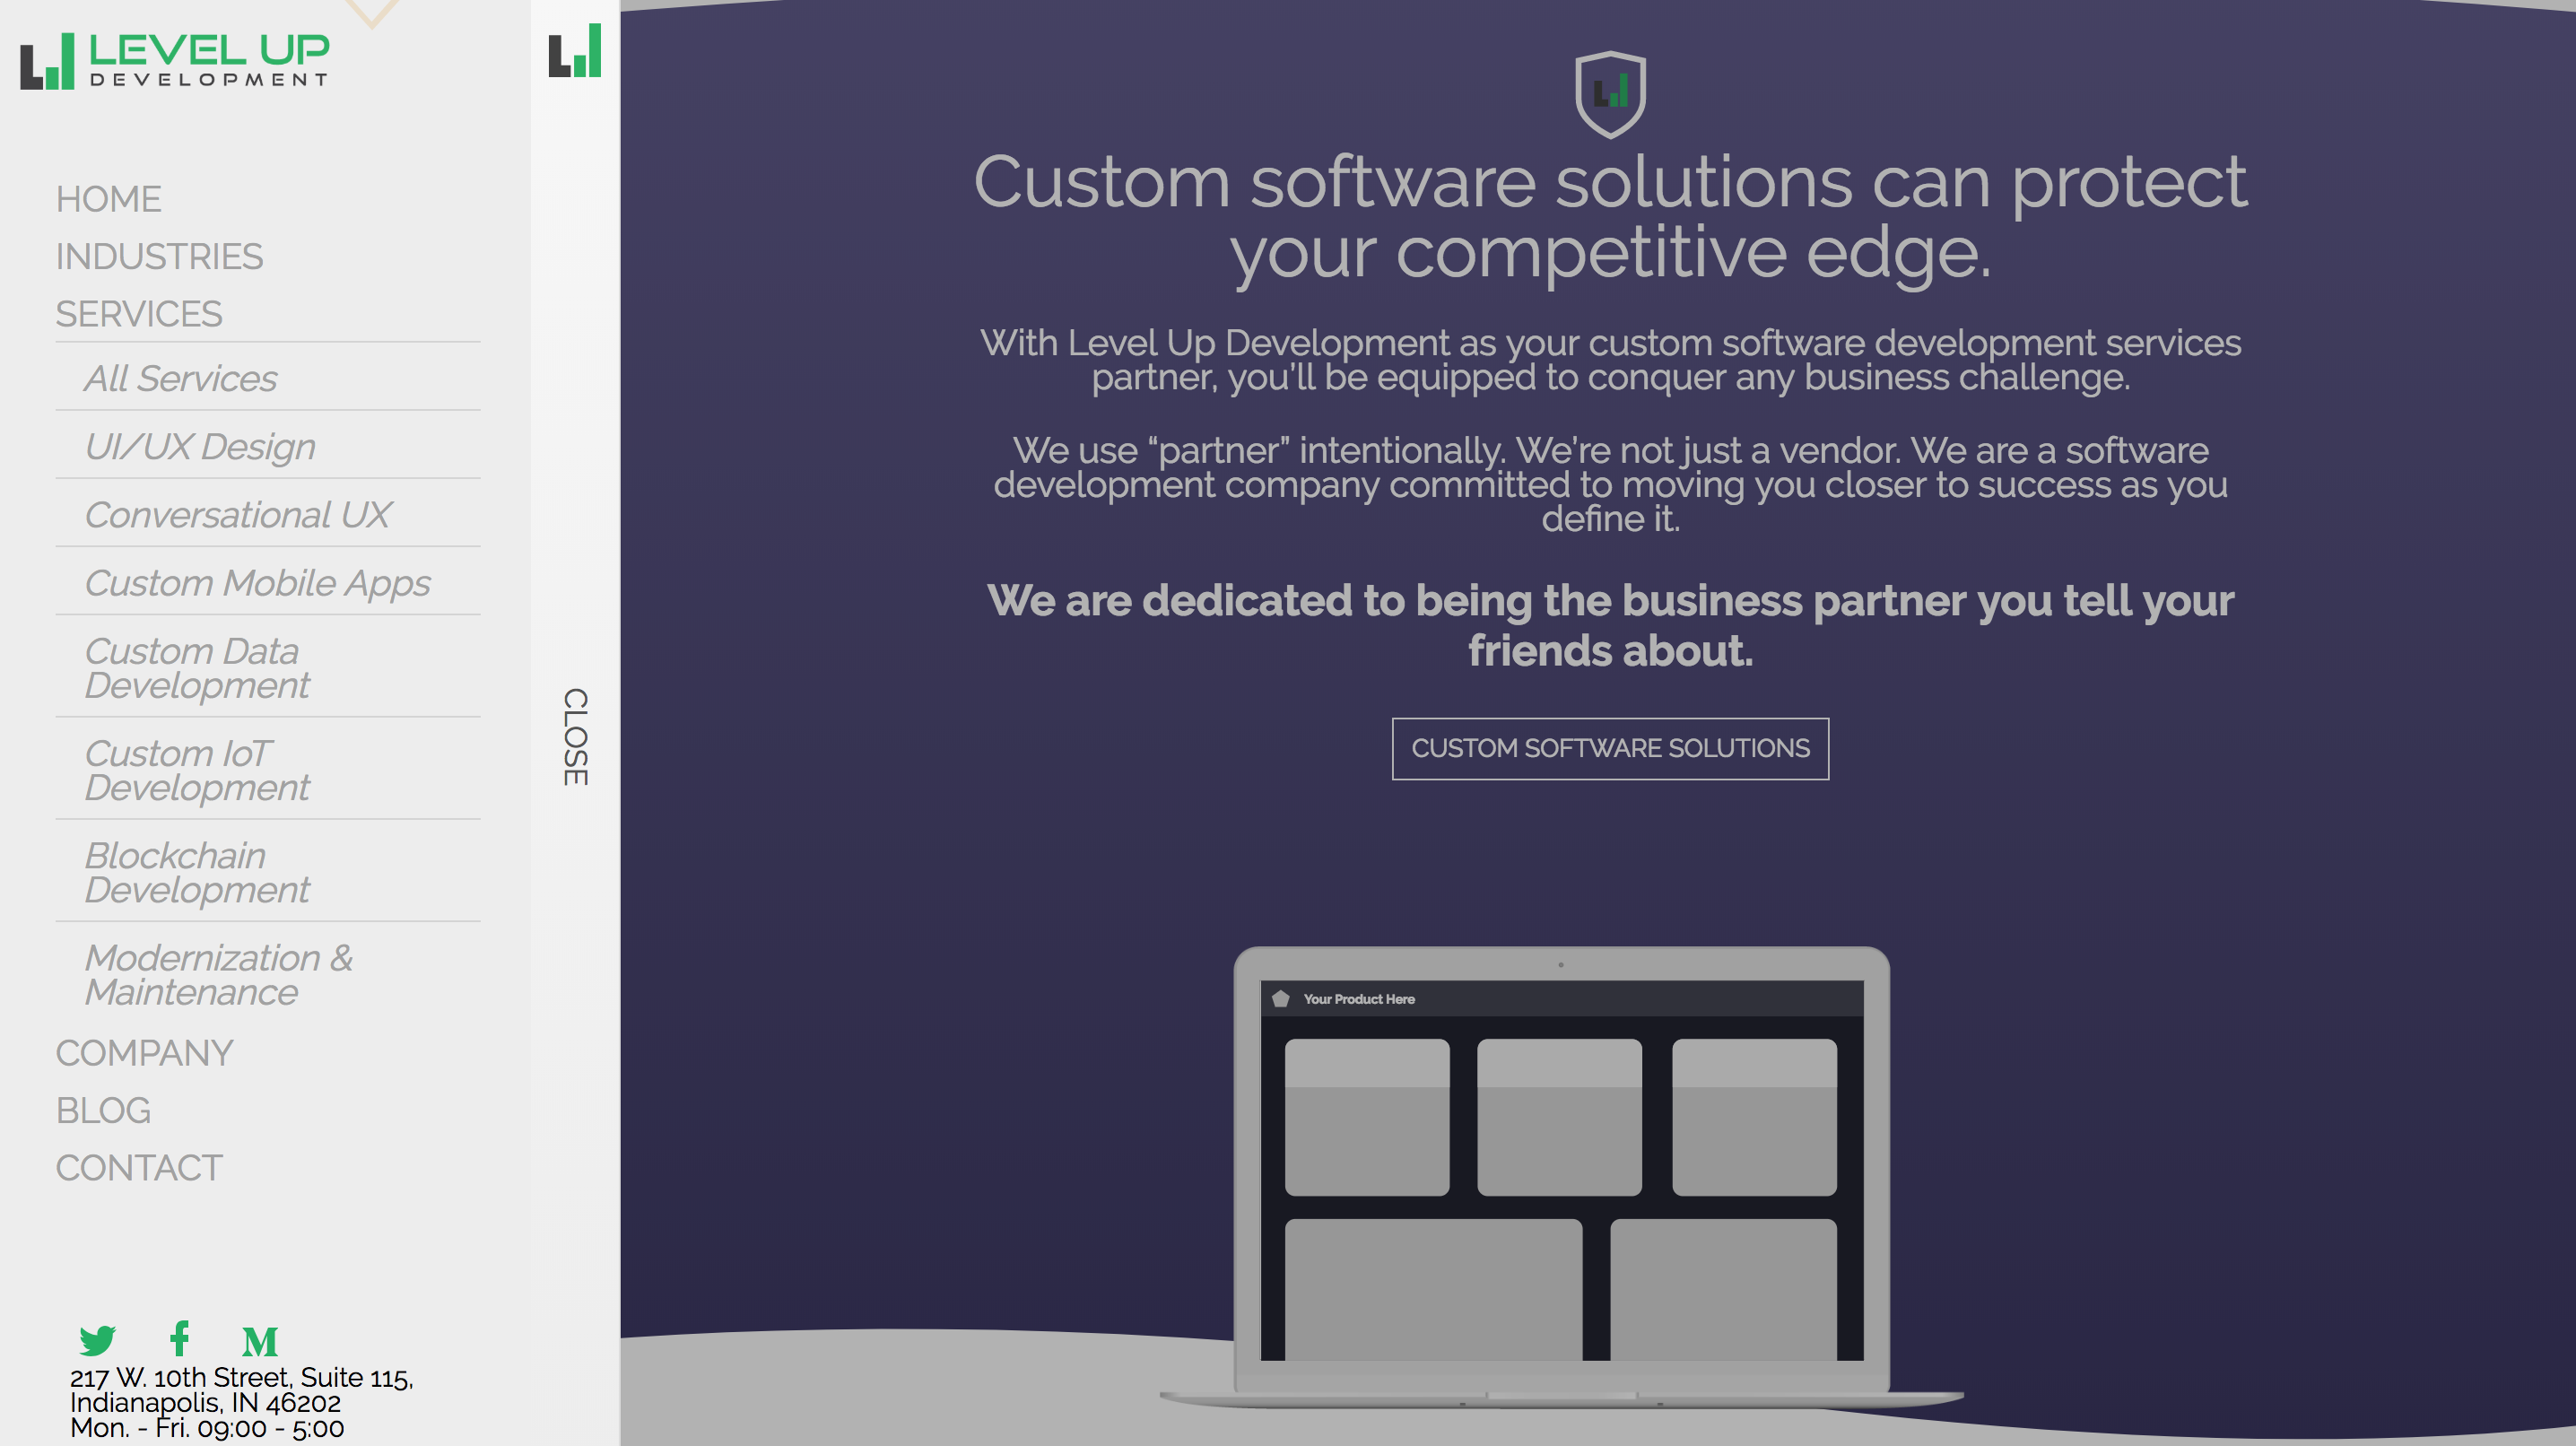 LEVEL UP
DEVELOPMENT
HOME
INDUSTRIES
SERVICES
All Services
UI/UX Design
Conversational UX
Custom Mobile Apps
Custom Data
Development
Custom IoT
Development
Blockchain
Development
Modernization &
Maintenance
COMPANY
BLOG
CONTACT
217 W. 10th Street, Suite 115,
Indianapolis, IN 46202
Mon. - Fri. 09:00 - 5:00
CLOSE
Custom software solutions can protect
your competitive edge.
With Level Up Development as your custom software development services
partner, you’ll be equipped to conquer any business challenge.
We use “partner” intentionally. We’re not just a vendor. We are a software
development company committed to moving you closer to success as you
define it.
We are dedicated to being the business partner you tell your
friends about.
CUSTOM SOFTWARE SOLUTIONS
Your Product Here